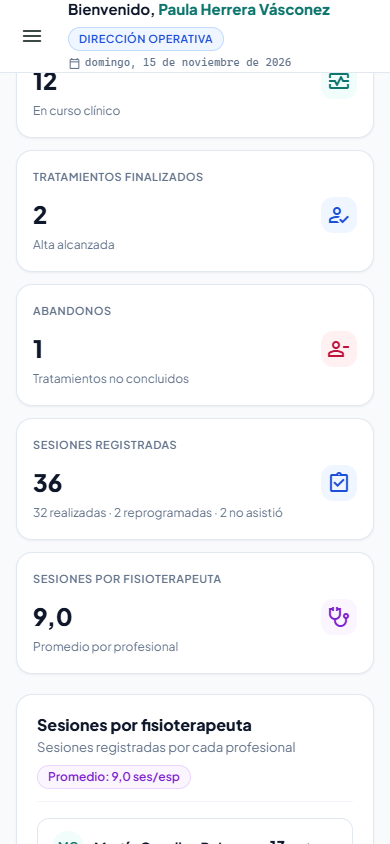 Bienvenido, Paula Herrera Vásconez
DIRECCIÓN OPERATIVA
domingo, 15 de noviembre de 2026
12
En curso clínico
TRATAMIENTOS FINALIZADOS
2
Alta alcanzada
ABANDONOS
1
Tratamientos no concluidos
SESIONES REGISTRADAS
36
32 realizadas · 2 reprogramadas · 2 no asistió
SESIONES POR FISIOTERAPEUTA
9,0
Promedio por profesional
Sesiones por fisioterapeuta
Sesiones registradas por cada profesional
Promedio: 9,0 ses/esp